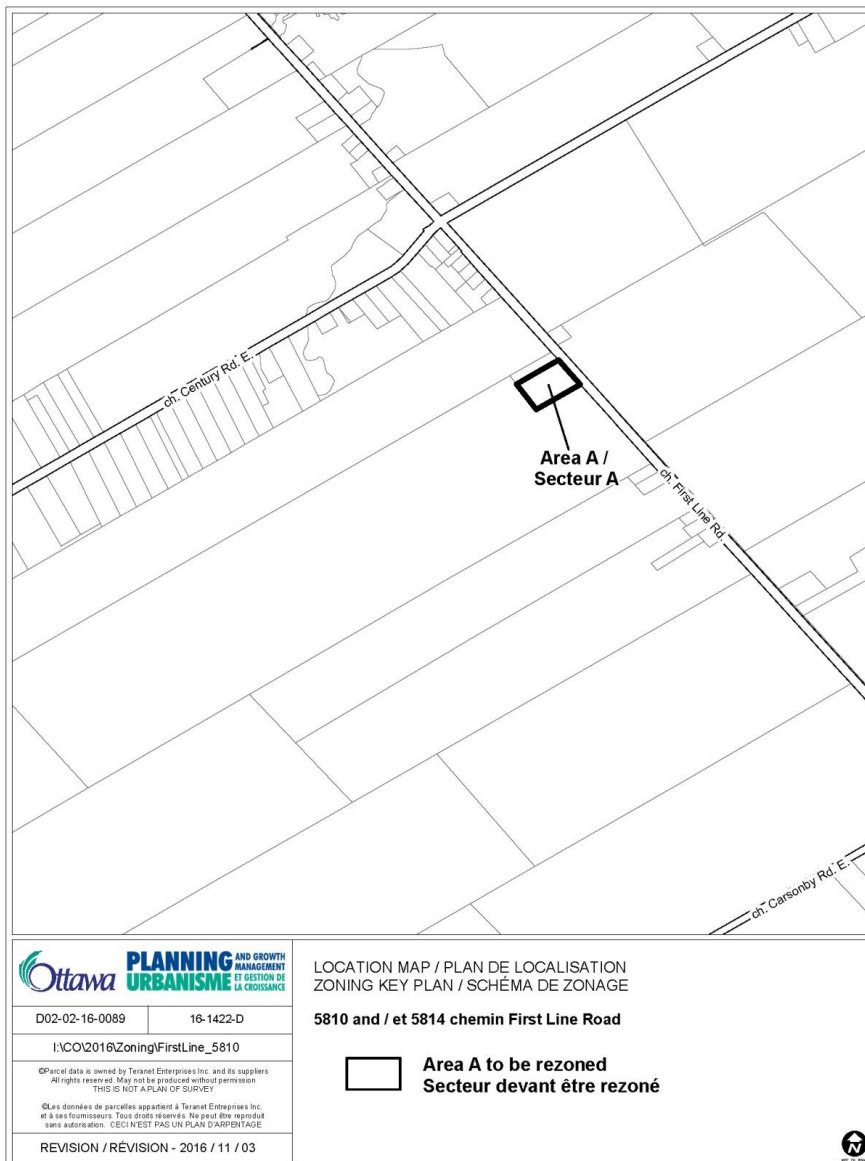 ch. Century Rd. E.
Area A /
Secteur A
ch. First Line Rd.
ch. Carsonby Rd. E.
Ottawa
PLANNING AND GROWTH MANAGEMENT
URBANISME ET GESTION DE LA CROISSANCE
D02-02-16-0089
16-1422-D
I:\CO\2016\Zoning\FirstLine_5810
©Parcel data is owned by Teranet Enterprises Inc. and its suppliers
All rights reserved. May not be produced without permission
THIS IS NOT A PLAN OF SURVEY
©Les données de parcelles appartient à Teranet Entreprises Inc.
et à ses fournisseurs. Tous droits réservés. Ne peut être reproduit
sans autorisation. CECI N'EST PAS UN PLAN D'ARPENTAGE
REVISION / RÉVISION - 2016 / 11 / 03
LOCATION MAP / PLAN DE LOCALISATION
ZONING KEY PLAN / SCHÉMA DE ZONAGE
5810 and / et 5814 chemin First Line Road
Area A to be rezoned
Secteur devant être rezoné
N